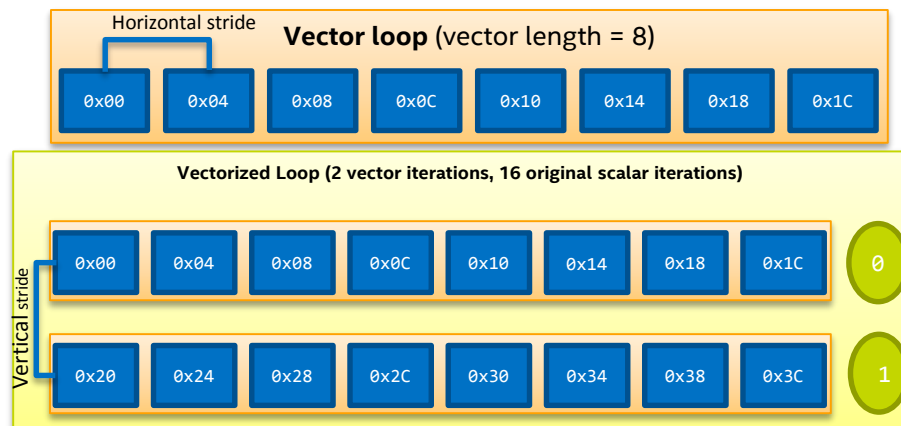 Horizontal stride
Vector loop (vector length = 8)
0x00 0x04 0x08 0x0C 0x10 0x14 0x18 0x1C
Vectorized Loop (2 vector iterations, 16 original scalar iterations)
Vertical stride
0x00 0x04 0x08 0x0C 0x10 0x14 0x18 0x1C 0
0x20 0x24 0x28 0x2C 0x30 0x34 0x38 0x3C 1